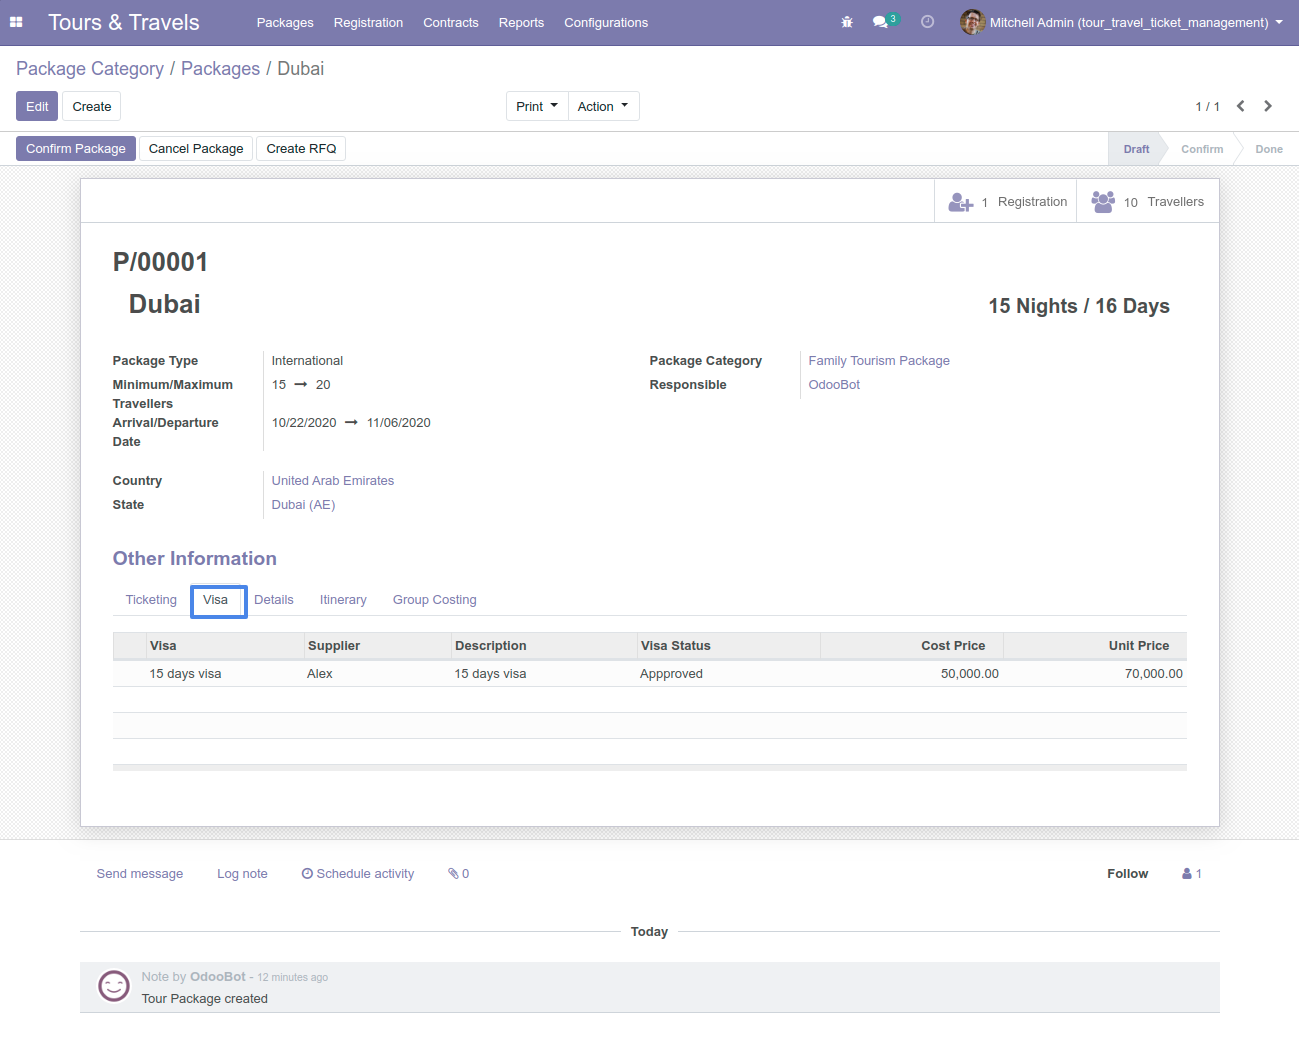 Tours & Travels Packages Registration Contracts Reports Configurations 3 Mitchell Admin (tour_travel_ticket_management)
Package Category / Packages / Dubai
Edit Create Print Action 1 / 1
Confirm Package Cancel Package Create RFQ Draft Confirm Done
1 Registration 10 Travellers
P/00001
Dubai 15 Nights / 16 Days
Package Type International Package Category Family Tourism Package
Minimum/Maximum 15 → 20 Responsible OdooBot
Travellers
Arrival/Departure 10/22/2020 → 11/06/2020
Date
Country United Arab Emirates
State Dubai (AE)
Other Information
Ticketing Visa Details Itinerary Group Costing
Visa Supplier Description Visa Status Cost Price Unit Price
15 days visa Alex 15 days visa Appproved 50,000.00 70,000.00
Send message Log note Schedule activity 0 Follow 1
Today
Note by OdooBot - 12 minutes ago
Tour Package created